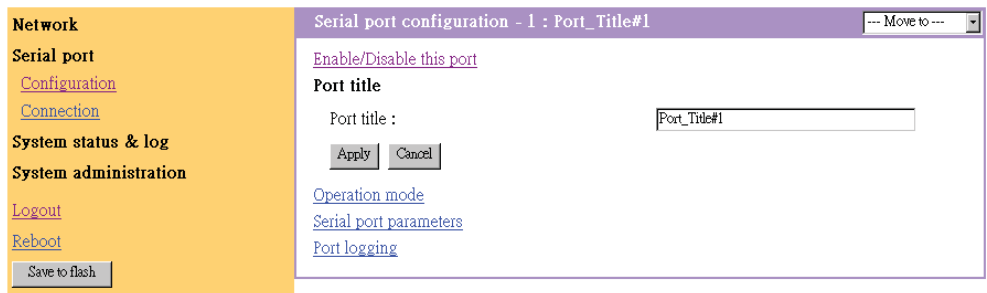 Network
Serial port
Configuration
Connection
System status & log
System administration
Logout
Reboot
Save to flash
Serial port configuration - 1 : Port_Title#1
--- Move to ---
Enable/Disable this port
Port title
Port title :
Port_Title#1
Apply
Cancel
Operation mode
Serial port parameters
Port logging